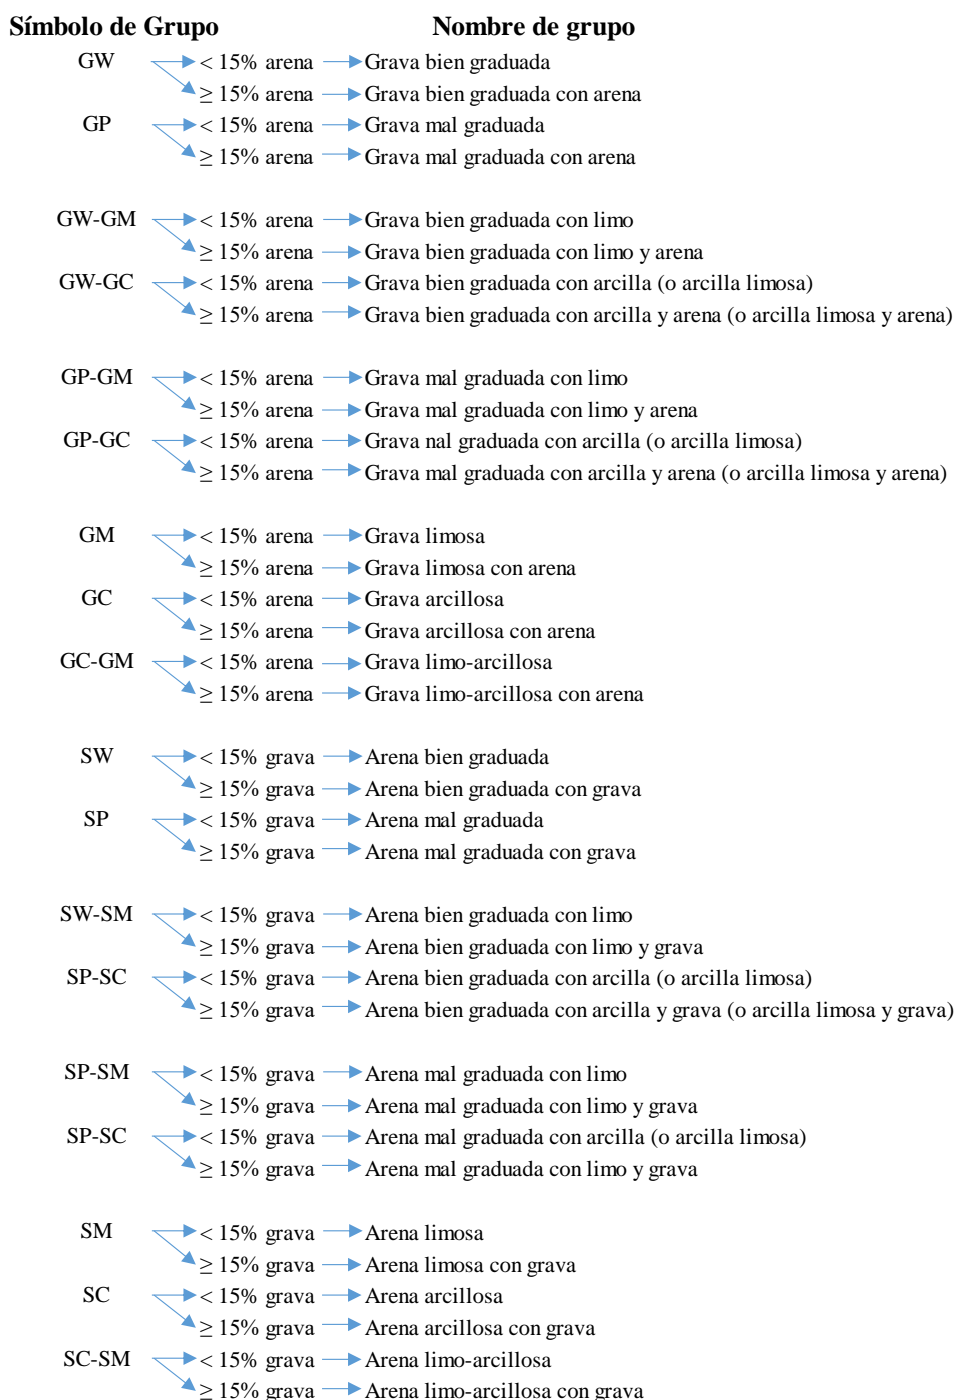 Símbolo de Grupo Nombre de grupo
GW < 15% arena Grava bien graduada
≥ 15% arena Grava bien graduada con arena
GP < 15% arena Grava mal graduada
≥ 15% arena Grava mal graduada con arena
GW-GM < 15% arena Grava bien graduada con limo
≥ 15% arena Grava bien graduada con limo y arena
GW-GC < 15% arena Grava bien graduada con arcilla (o arcilla limosa)
≥ 15% arena Grava bien graduada con arcilla y arena (o arcilla limosa y arena)
GP-GM < 15% arena Grava mal graduada con limo
≥ 15% arena Grava mal graduada con limo y arena
GP-GC < 15% arena Grava nal graduada con arcilla (o arcilla limosa)
≥ 15% arena Grava mal graduada con arcilla y arena (o arcilla limosa y arena)
GM < 15% arena Grava limosa
≥ 15% arena Grava limosa con arena
GC < 15% arena Grava arcillosa
≥ 15% arena Grava arcillosa con arena
GC-GM < 15% arena Grava limo-arcillosa
≥ 15% arena Grava limo-arcillosa con arena
SW < 15% grava Arena bien graduada
≥ 15% grava Arena bien graduada con grava
SP < 15% grava Arena mal graduada
≥ 15% grava Arena mal graduada con grava
SW-SM < 15% grava Arena bien graduada con limo
≥ 15% grava Arena bien graduada con limo y grava
SP-SC < 15% grava Arena bien graduada con arcilla (o arcilla limosa)
≥ 15% grava Arena bien graduada con arcilla y grava (o arcilla limosa y grava)
SP-SM < 15% grava Arena mal graduada con limo
≥ 15% grava Arena mal graduada con limo y grava
SP-SC < 15% grava Arena mal graduada con arcilla (o arcilla limosa)
≥ 15% grava Arena mal graduada con limo y grava
SM < 15% grava Arena limosa
≥ 15% grava Arena limosa con grava
SC < 15% grava Arena arcillosa
≥ 15% grava Arena arcillosa con grava
SC-SM < 15% grava Arena limo-arcillosa
≥ 15% grava Arena limo-arcillosa con grava